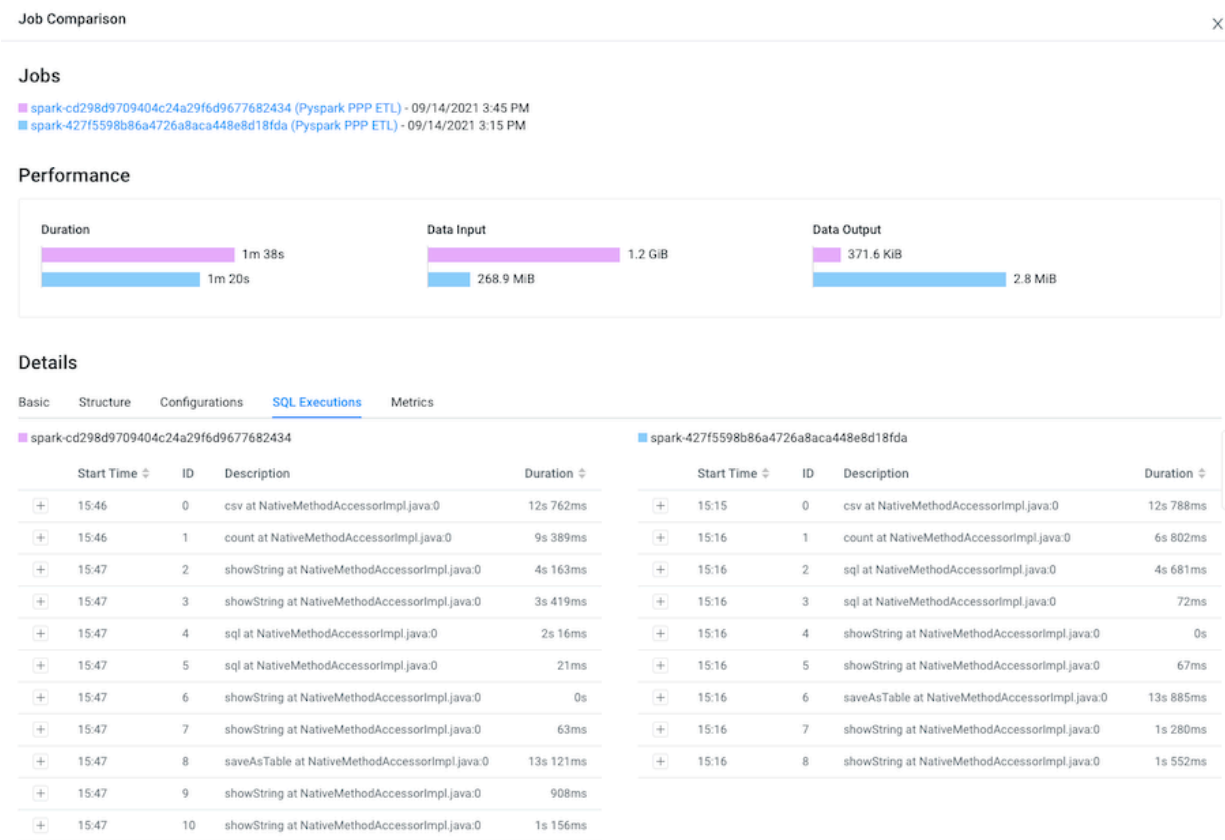 Job Comparison
X
Jobs
spark-cd298d9709404c24a29f6d9677682434 (Pyspark PPP ETL) - 09/14/2021 3:45 PM
spark-427f5598b86a4726a8aca448e8d18fda (Pyspark PPP ETL) - 09/14/2021 3:15 PM
Performance
Duration
1m 38s
1m 20s
Data Input
1.2 GiB
268.9 MiB
Data Output
371.6 KiB
2.8 MiB
Details
Basic Structure Configurations SQL Executions Metrics
spark-cd298d9709404c24a29f6d9677682434
Start Time ID Description Duration
+ 15:46 0 csv at NativeMethodAccessorImpl.java:0 12s 762ms
+ 15:46 1 count at NativeMethodAccessorImpl.java:0 9s 389ms
+ 15:47 2 showString at NativeMethodAccessorImpl.java:0 4s 163ms
+ 15:47 3 showString at NativeMethodAccessorImpl.java:0 3s 419ms
+ 15:47 4 sql at NativeMethodAccessorImpl.java:0 2s 16ms
+ 15:47 5 sql at NativeMethodAccessorImpl.java:0 21ms
+ 15:47 6 showString at NativeMethodAccessorImpl.java:0 0s
+ 15:47 7 showString at NativeMethodAccessorImpl.java:0 63ms
+ 15:47 8 saveAsTable at NativeMethodAccessorImpl.java:0 13s 121ms
+ 15:47 9 showString at NativeMethodAccessorImpl.java:0 908ms
+ 15:47 10 showString at NativeMethodAccessorImpl.java:0 1s 156ms
spark-427f5598b86a4726a8aca448e8d18fda
Start Time ID Description Duration
+ 15:15 0 csv at NativeMethodAccessorImpl.java:0 12s 788ms
+ 15:16 1 count at NativeMethodAccessorImpl.java:0 6s 802ms
+ 15:16 2 sql at NativeMethodAccessorImpl.java:0 4s 681ms
+ 15:16 3 sql at NativeMethodAccessorImpl.java:0 72ms
+ 15:16 4 showString at NativeMethodAccessorImpl.java:0 0s
+ 15:16 5 showString at NativeMethodAccessorImpl.java:0 67ms
+ 15:16 6 saveAsTable at NativeMethodAccessorImpl.java:0 13s 885ms
+ 15:16 7 showString at NativeMethodAccessorImpl.java:0 1s 280ms
+ 15:16 8 showString at NativeMethodAccessorImpl.java:0 1s 552ms